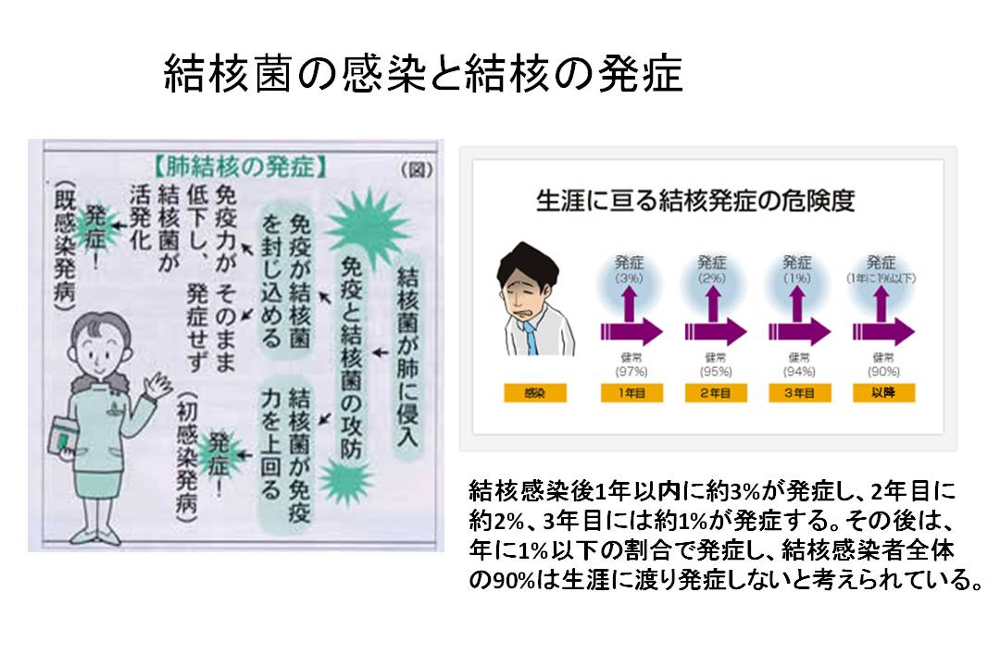 結核菌の感染と結核の発症
【肺結核の発症】
(図)
結核菌が肺に侵入
免疫と結核菌の攻防
免疫が結核菌
を封じ込める
結核菌が免疫
力を上回る
免疫力が
低下し、
結核菌が
活発化
そのまま
発症せず
発症!
(既感染発病)
発症!
(初感染発病)
生涯に亘る結核発症の危険度
発症
(3%)
発症
(2%)
発症
(1%)
発症
(1年に1%以下)
健常
(97%)
健常
(95%)
健常
(94%)
健常
(90%)
感染
1年目
2年目
3年目
以降
結核感染後1年以内に約3%が発症し、2年目に
約2%、3年目には約1%が発症する。その後は、
年に1%以下の割合で発症し、結核感染者全体
の90%は生涯に渡り発症しないと考えられている。